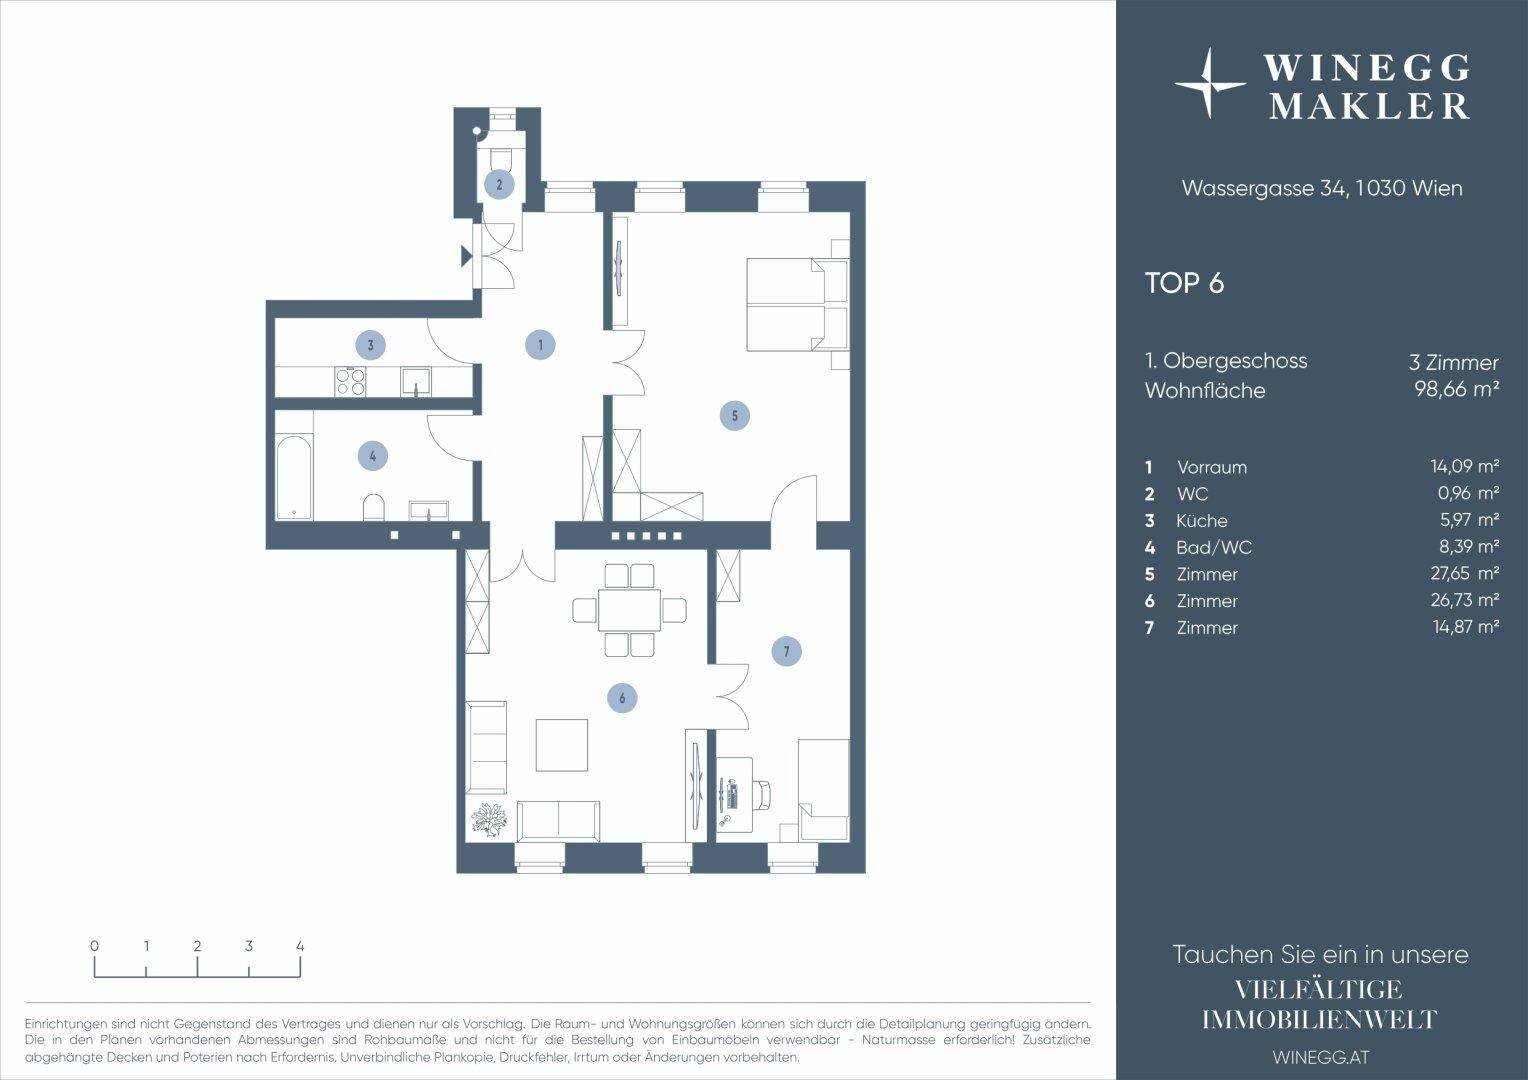 WINEGG
MAKLER
Wassergasse 34, 1030 Wien
TOP 6
1. Obergeschoss 3 Zimmer
Wohnfläche 98,66 m²
1 Vorraum 14,09 m²
2 WC 0,96 m²
3 Küche 5,97 m²
4 Bad/WC 8,39 m²
5 Zimmer 27,65 m²
6 Zimmer 26,73 m²
7 Zimmer 14,87 m²
2
3
1
5
4
7
6
0 1 2 3 4
Einrichtungen sind nicht Gegenstand des Vertrages und dienen nur als Vorschlag. Die Raum- und Wohnungsgrößen können sich durch die Detailplanung geringfügig ändern.
Die in den Plänen vorhandenen Abmessungen sind Rohbaumaße und nicht für die Bestellung von Einbaumöbeln verwendbar - Naturmasse erforderlich! Zusätzliche
abgehängte Decken und Poterien nach Erfordernis. Unverbindliche Plankopie, Druckfehler, Irrtum oder Änderungen vorbehalten.
Tauchen Sie ein in unsere
VIELFÄLTIGE
IMMOBILIENWELT
WINEGG.AT